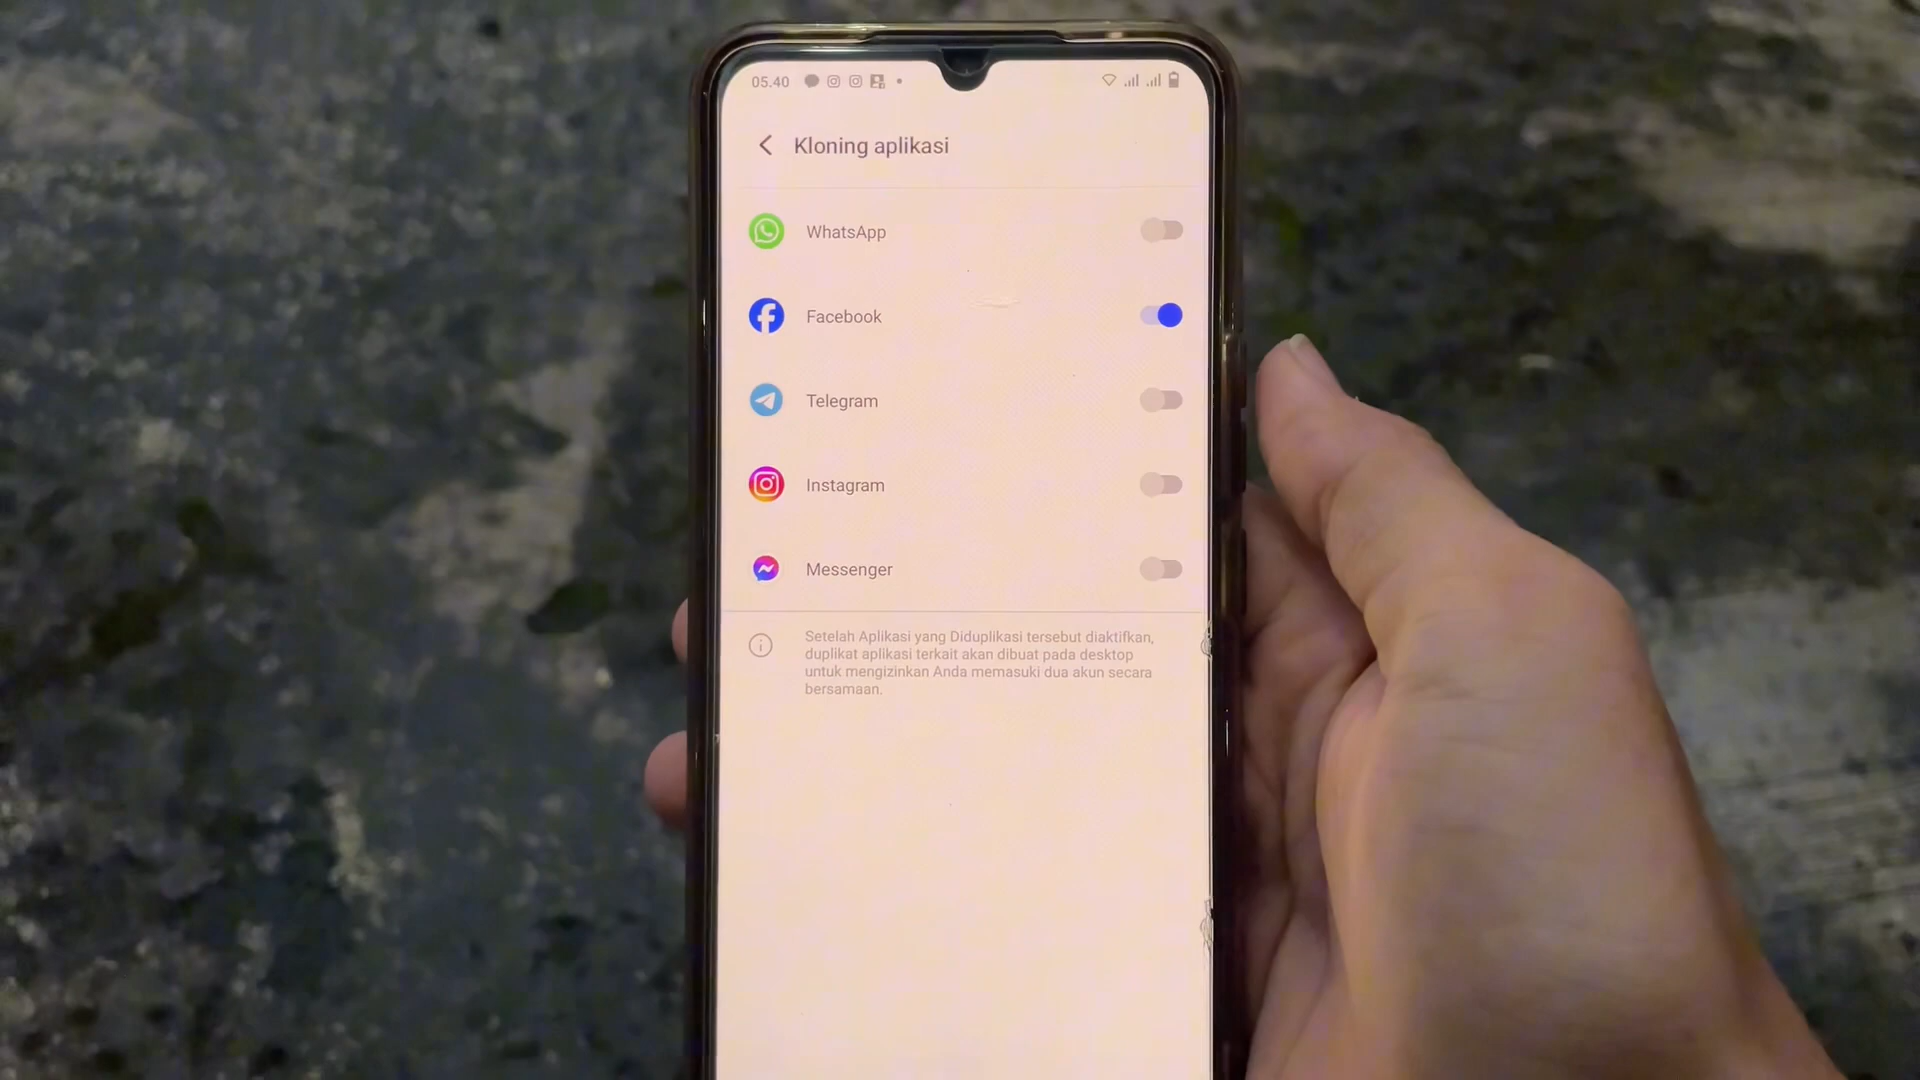 05.40
Kloning aplikasi
WhatsApp
Facebook
Telegram
Instagram
Messenger
Setelah Aplikasi yang Diduplikasi tersebut diaktifkan,
duplikat aplikasi terkait akan dibuat pada desktop
untuk mengizinkan Anda memasuki dua akun secara
bersamaan.